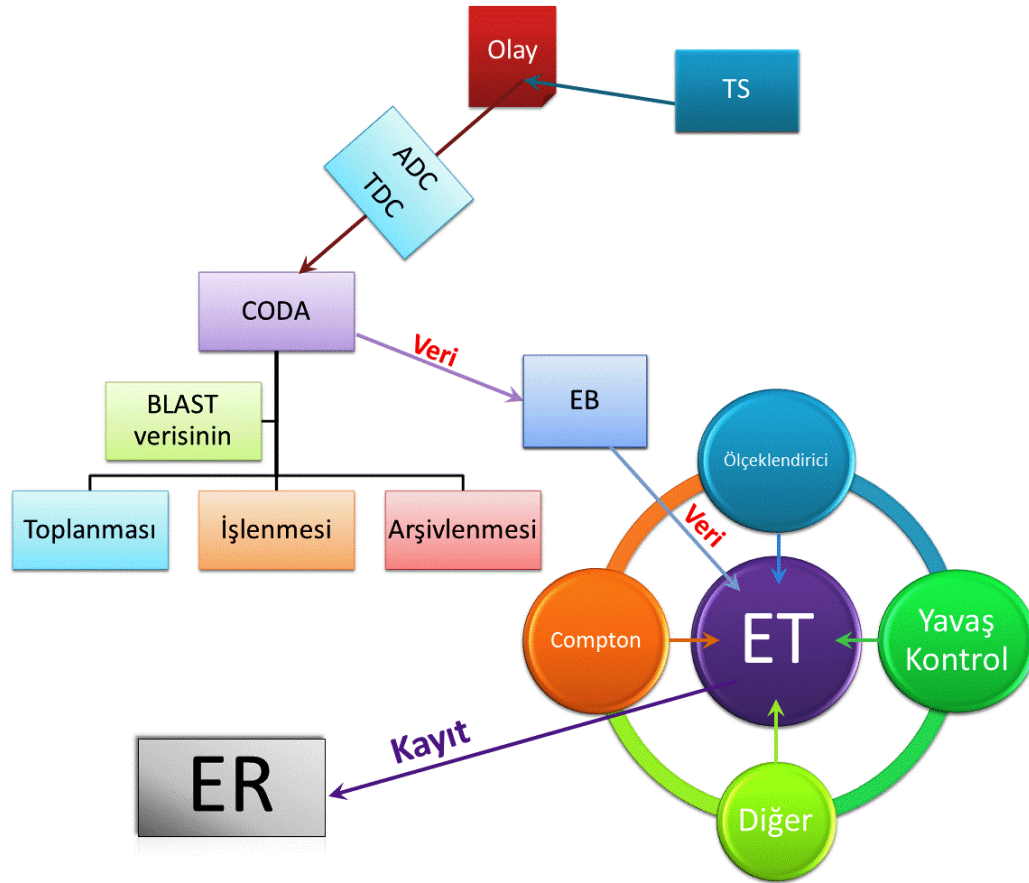 Olay
TS
ADC
TDC
CODA
Veri
BLAST
verisinin
EB
Toplanması
İşlenmesi
Arşivlenmesi
Ölçeklendirici
Veri
Compton
ET
Yavaş
Kontrol
Kayıt
ER
Diğer